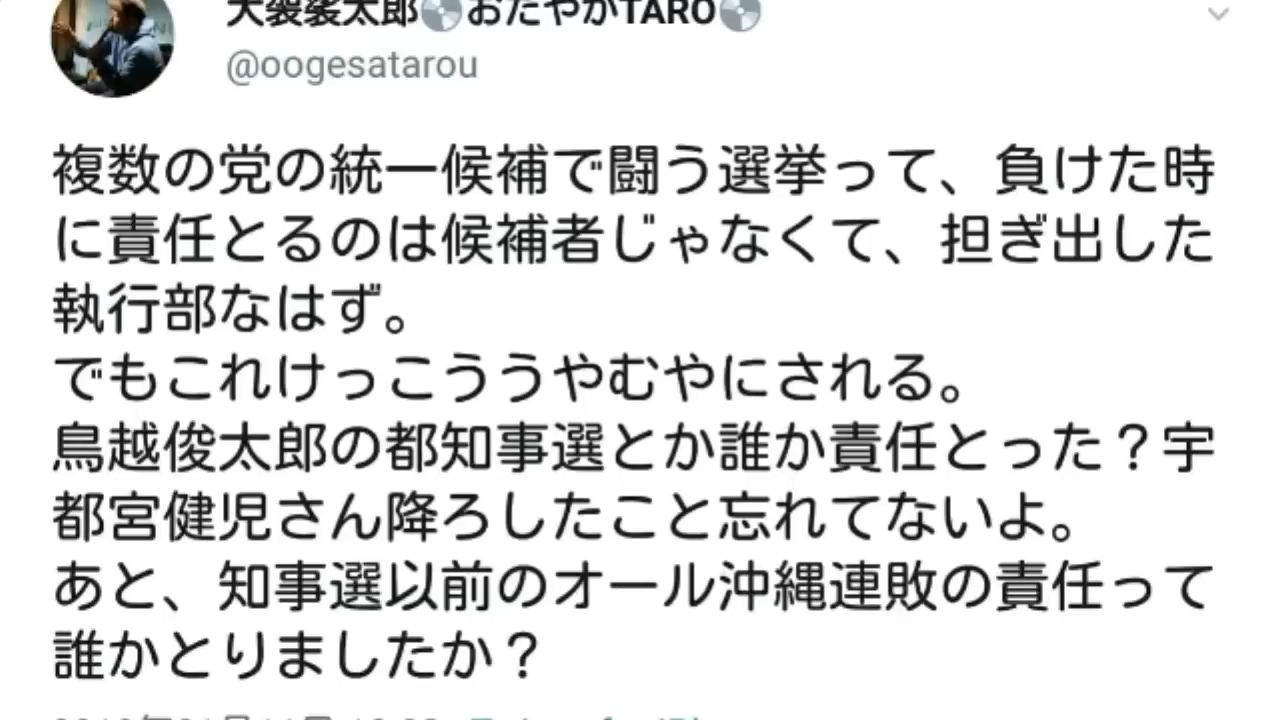 大袈裟太郎💿おだやかTARO💿
@oogesatarou
複数の党の統一候補で闘う選挙って、負けた時
に責任とるのは候補者じゃなくて、担ぎ出した
執行部なはず。
でもこれけっこううやむやにされる。
鳥越俊太郎の都知事選とか誰か責任とった？宇
都宮健児さん降ろしたこと忘れてないよ。
あと、知事選以前のオール沖縄連敗の責任って
誰かとりましたか？